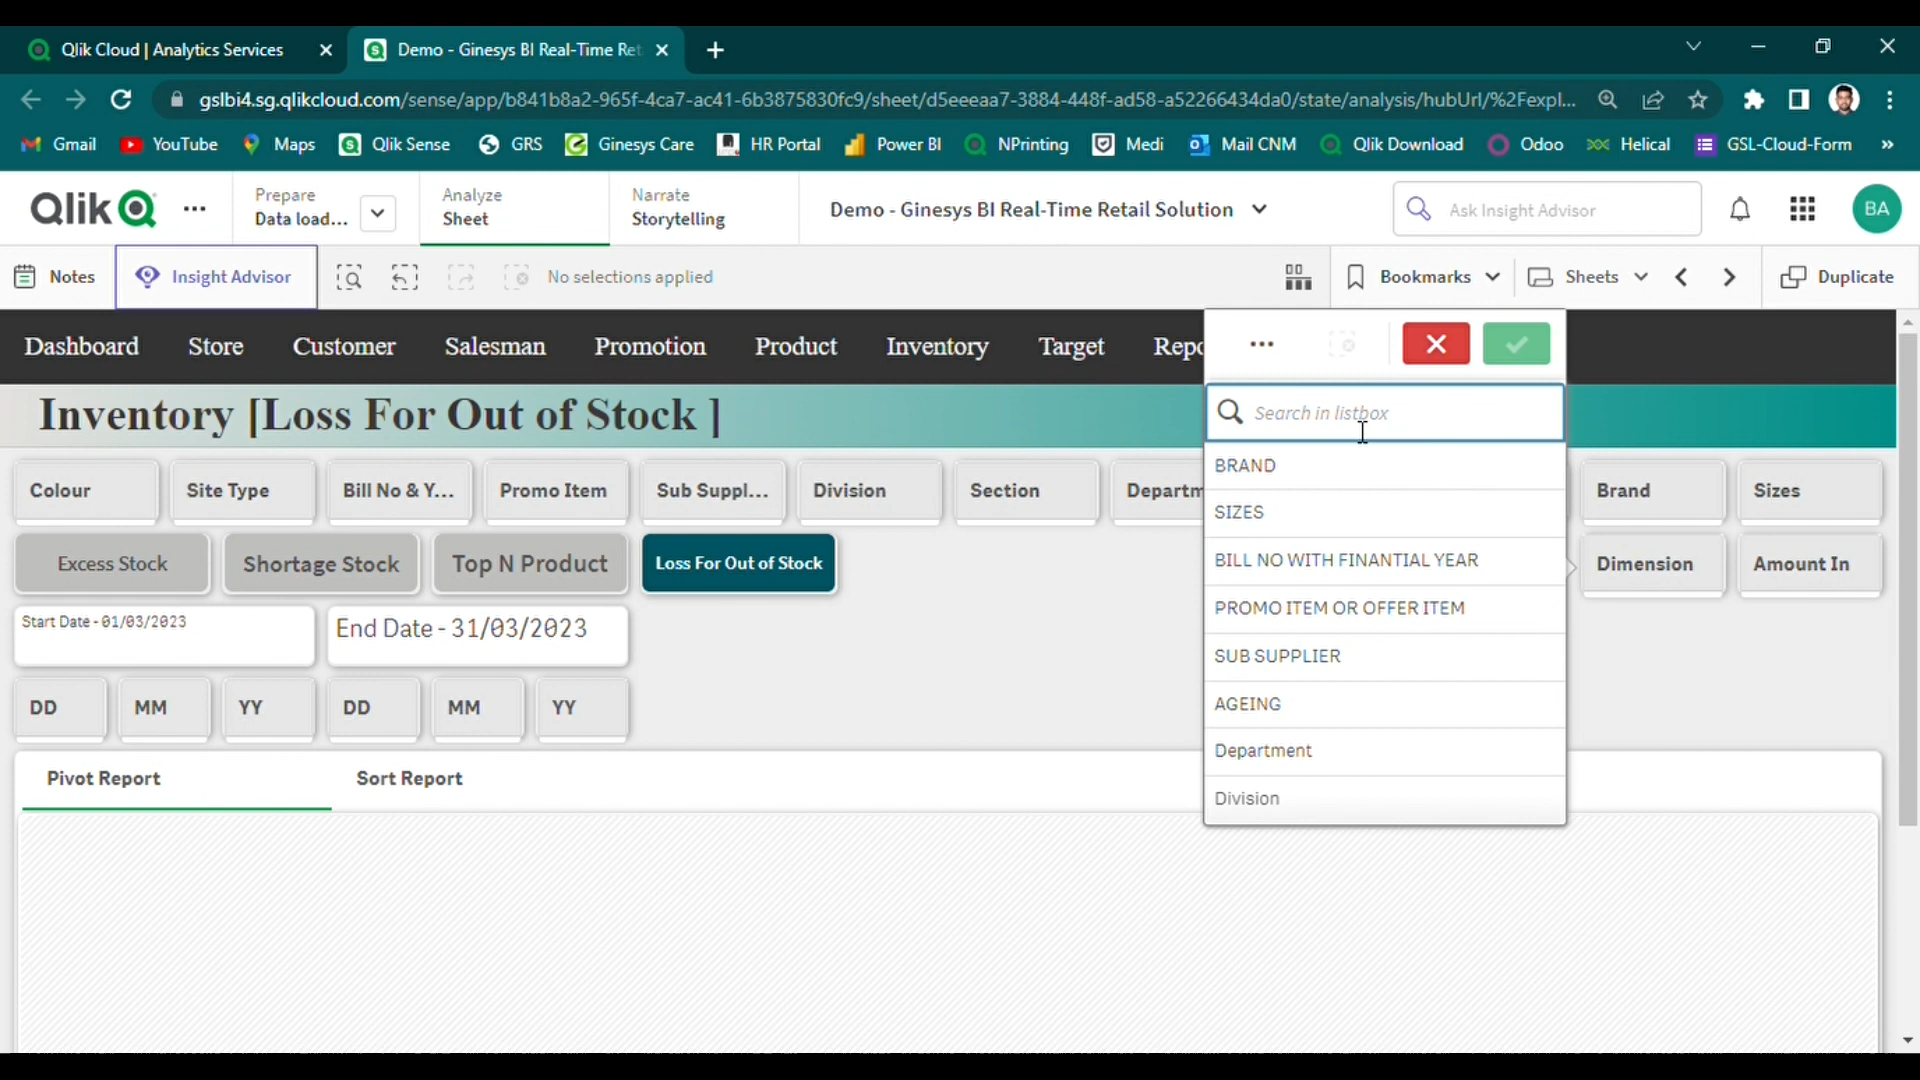 Qlik Cloud | Analytics Services
Demo - Ginesys BI Real-Time Ret
gslbi4.sg.qlikcloud.com/sense/app/b841b8a2-965f-4ca7-ac41-6b3875830fc9/sheet/d5eeeaa7-3884-448f-ad58-a52266434da0/state/analysis/hubUrl/%2Fexpl...
Gmail YouTube Maps Qlik Sense GRS Ginesys Care HR Portal Power BI NPrinting Medi Mail CNM Qlik Download Odoo Helical GSL-Cloud-Form »
Qlik
Prepare
Data load...
Analyze
Sheet
Narrate
Storytelling
Demo - Ginesys BI Real-Time Retail Solution
Ask Insight Advisor
BA
Notes Insight Advisor No selections applied Bookmarks Sheets Duplicate
Dashboard Store Customer Salesman Promotion Product Inventory Target Repo
Inventory [Loss For Out of Stock ]
Colour Site Type Bill No & Y... Promo Item Sub Suppl... Division Section Departm Brand Sizes
Excess Stock Shortage Stock Top N Product Loss For Out of Stock Dimension Amount In
Start Date - 01/03/2023
End Date - 31/03/2023
DD MM YY DD MM YY
Pivot Report Sort Report
Search in listbox
BRAND
SIZES
BILL NO WITH FINANTIAL YEAR
PROMO ITEM OR OFFER ITEM
SUB SUPPLIER
AGEING
Department
Division